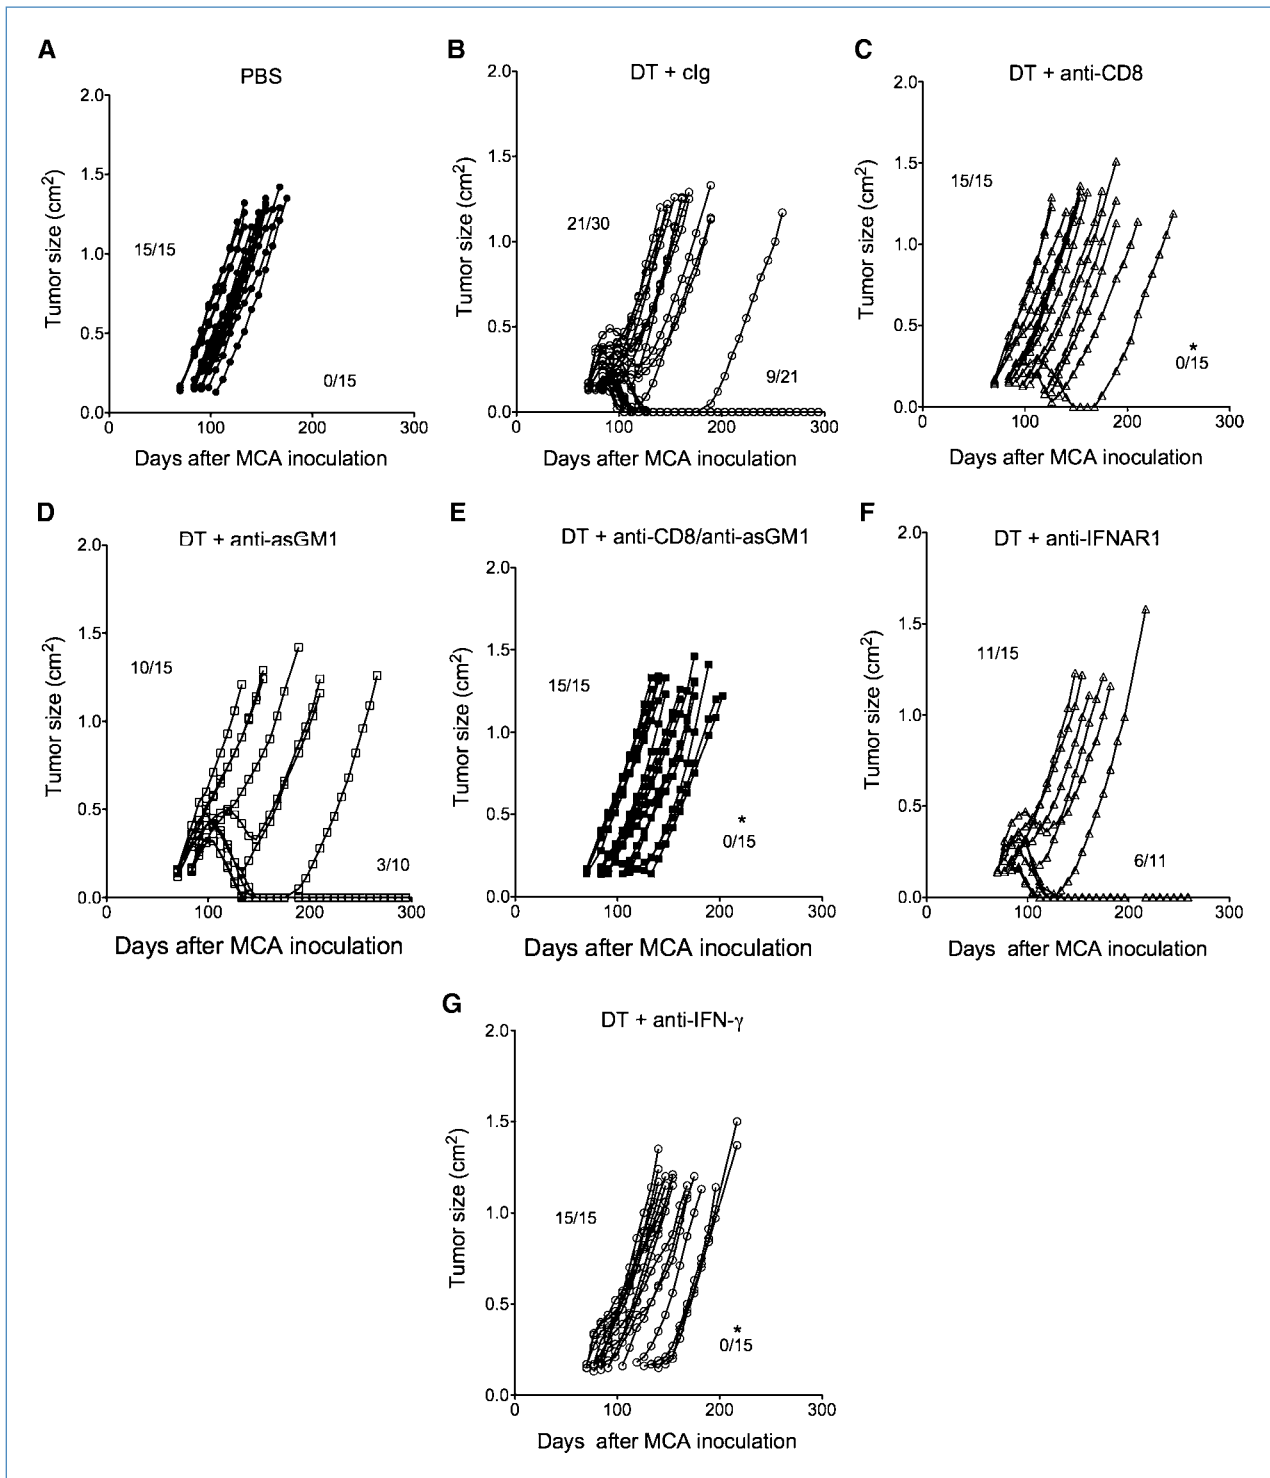 A
PBS
2.0
1.5
1.0
0.5
0.0
0
100
200
300
15/15
0/15
Tumor size (cm2)
Days after MCA inoculation
B
DT + cIg
2.0
1.5
1.0
0.5
0.0
0
100
200
300
21/30
9/21
Tumor size (cm2)
Days after MCA inoculation
C
DT + anti-CD8
2.0
1.5
1.0
0.5
0.0
0
100
200
300
15/15
*
0/15
Tumor size (cm2)
Days after MCA inoculation
D
DT + anti-asGM1
2.0
1.5
1.0
0.5
0.0
0
100
200
300
10/15
3/10
Tumor size (cm2)
Days after MCA inoculation
E
DT + anti-CD8/anti-asGM1
2.0
1.5
1.0
0.5
0.0
0
100
200
300
15/15
*
0/15
Tumor size (cm2)
Days after MCA inoculation
F
DT + anti-IFNAR1
2.0
1.5
1.0
0.5
0.0
0
100
200
300
11/15
6/11
Tumor size (cm2)
Days after MCA inoculation
G
DT + anti-IFN-γ
2.0
1.5
1.0
0.5
0.0
0
100
200
300
15/15
*
0/15
Tumor size (cm2)
Days after MCA inoculation